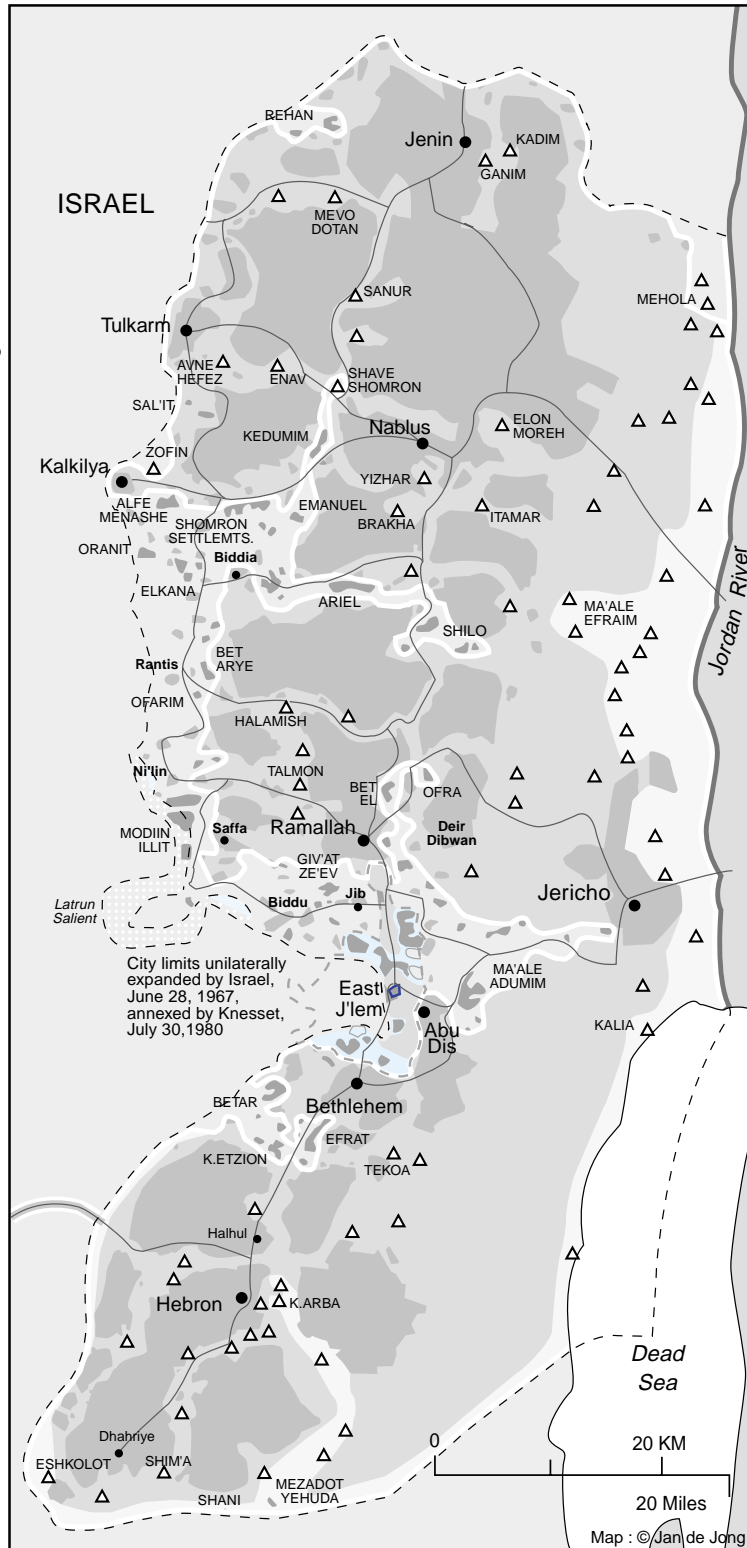 REHAN
Jenin
KADIM
GANIM
ISRAEL
MEVO
DOTAN
SANUR
MEHOLA
Tulkarm
AVNE
HEFEZ
ENAV
SHAVE
SHOMRON
SAL'IT
KEDUMIM
Nablus
ELON
MOREH
ZOFIN
Kalkilya
YIZHAR
ALFE
MENASHE
EMANUEL
BRAKHA
ITAMAR
SHOMRON
SETTLEMTS.
ORANIT
Biddia
ELKANA
ARIEL
MA'ALE
EFRAIM
Jordan River
SHILO
BET
ARYE
Rantis
OFARIM
HALAMISH
Ni'lin
TALMON
BET
EL
OFRA
MODIIN
ILLIT
Saffa
Ramallah
Deir
Dibwan
GIV'AT
ZE'EV
Jericho
Latrun
Salient
Biddu
Jib
City limits unilaterally
expanded by Israel,
June 28, 1967,
annexed by Knesset,
July 30,1980
East
J'lem
MA'ALE
ADUMIM
Abu
Dis
KALIA
BETAR
Bethlehem
EFRAT
K.ETZION
TEKOA
Halhul
Hebron
K.ARBA
Dead
Sea
Dhahriye
ESHKOLOT
SHIM'A
MEZADOT
YEHUDA
SHANI
0
20 KM
20 Miles
Map : © Jan de Jong